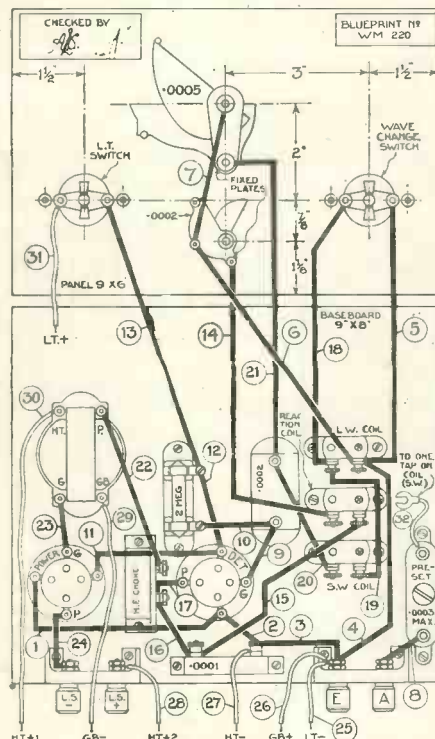 CHECKED BY
BLUEPRINT Nº
WM 220
1½"
3"
1½"
.0005
2"
L.T.
SWITCH
WAVE
CHANGE
SWITCH
7
FIXED
PLATES
.0002
⅞"
1⅛"
31
PANEL 9 X 6
LT.+
13
14
21
6
BASEBOARD
9" X 8"
18
5
30
HT.
P.
22
12
REACTION
COIL
L.W. COIL
.0002
TO ONE
TAP ON
COIL
(S.W.)
2 MEG
G
GB
23
11
29
10
9
32
POWER
G
DET
P
G
H.F. CHOKE
17
20
S.W COIL
15
19
PRE-
SET
.0003
MAX
P
1
24
16
.0001
2
3
4
8
L.S.
-
L.S.
+
28
27
26
E
A
25
HT+1
GB-
HT+2
HT-
GB+
LT-